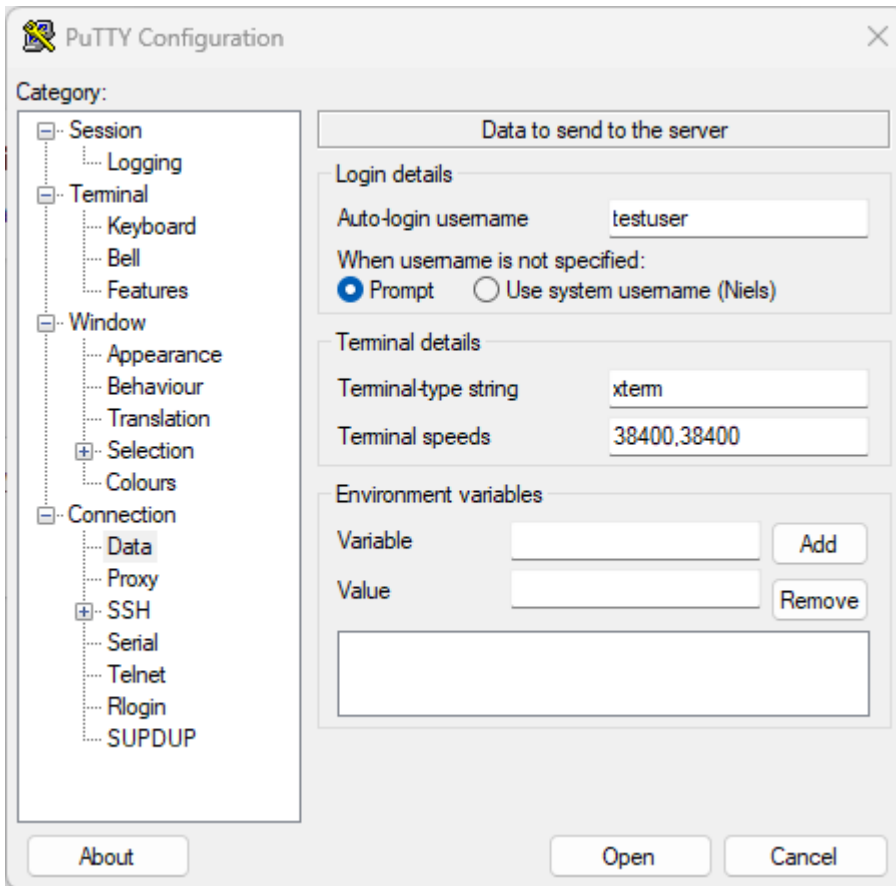 PuTTY Configuration
Category:
Session
Logging
Terminal
Keyboard
Bell
Features
Window
Appearance
Behaviour
Translation
Selection
Colours
Connection
Data
Proxy
SSH
Serial
Telnet
Rlogin
SUPDUP
Data to send to the server
Login details
Auto-login username testuser
When username is not specified:
Prompt Use system username (Niels)
Terminal details
Terminal-type string xterm
Terminal speeds 38400,38400
Environment variables
Variable Add
Value Remove
About Open Cancel